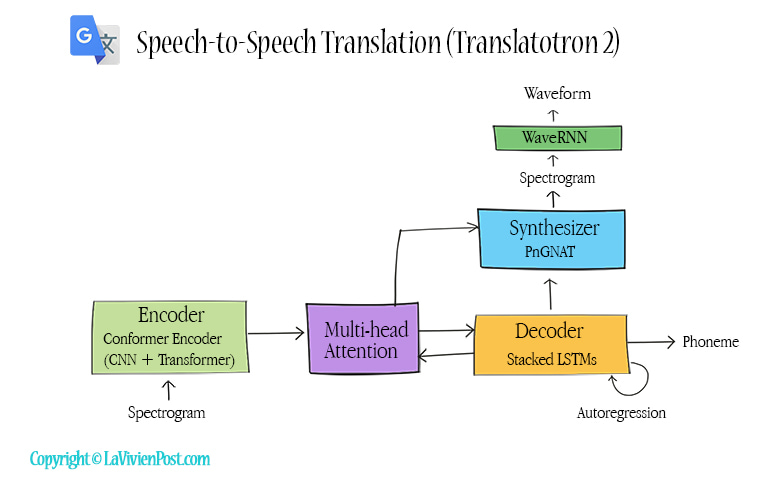 G 文
Speech-to-Speech Translation (Translatotron 2)
Waveform
WaveRNN
Spectrogram
Synthesizer
PnGNAT
Encoder
Conformer Encoder
(CNN + Transformer)
Multi-head
Attention
Decoder
Stacked LSTMs
Phoneme
Spectrogram
Autoregression
Copyright © LaVivienPost.com